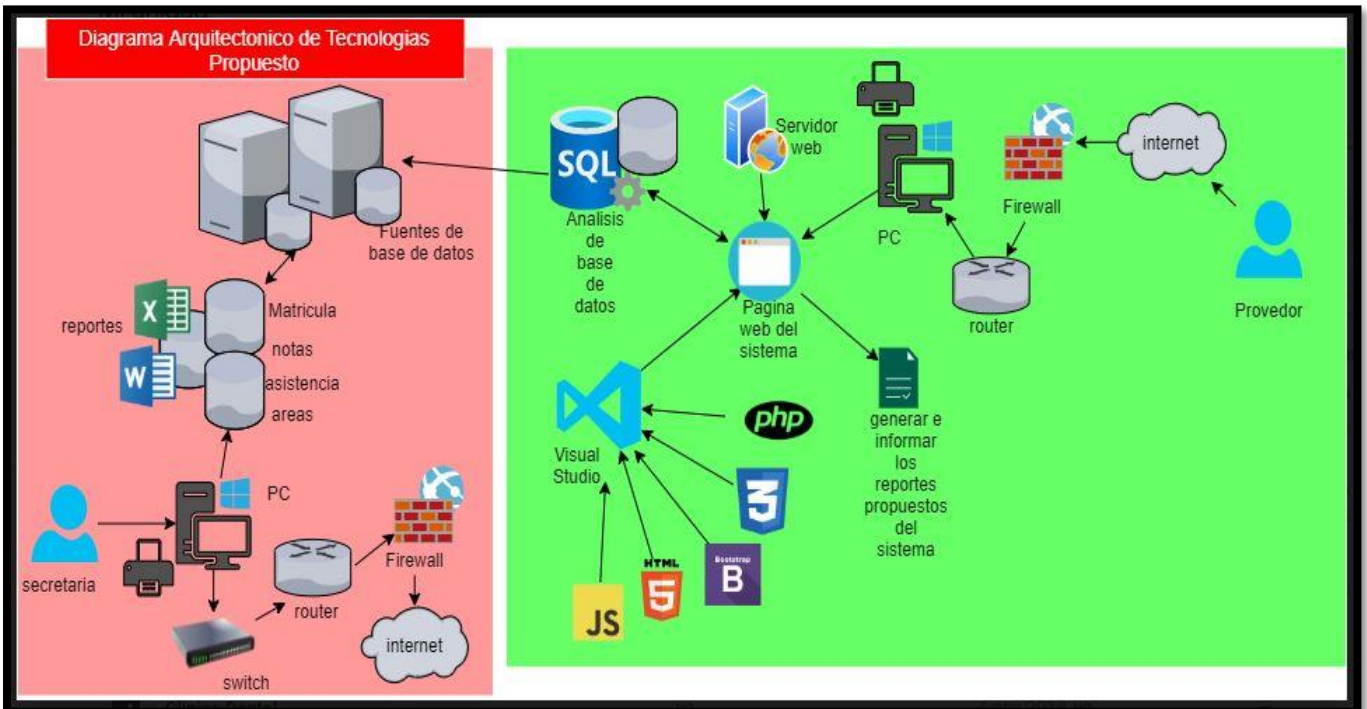 Diagrama Arquitectonico de Tecnologias
Propuesto
Fuentes de
base de datos
X
reportes
Matricula
notas
W
asistencia
areas
PC
secretaria
switch
router
Firewall
internet
SQL
Analisis
de
base
de
datos
Servidor
web
Pagina
web del
sistema
PC
Firewall
router
internet
Provedor
Visual
Studio
php
3
HTML
5
Bootstrap
B
JS
generar e
informar
los
reportes
propuestos
del
sistema